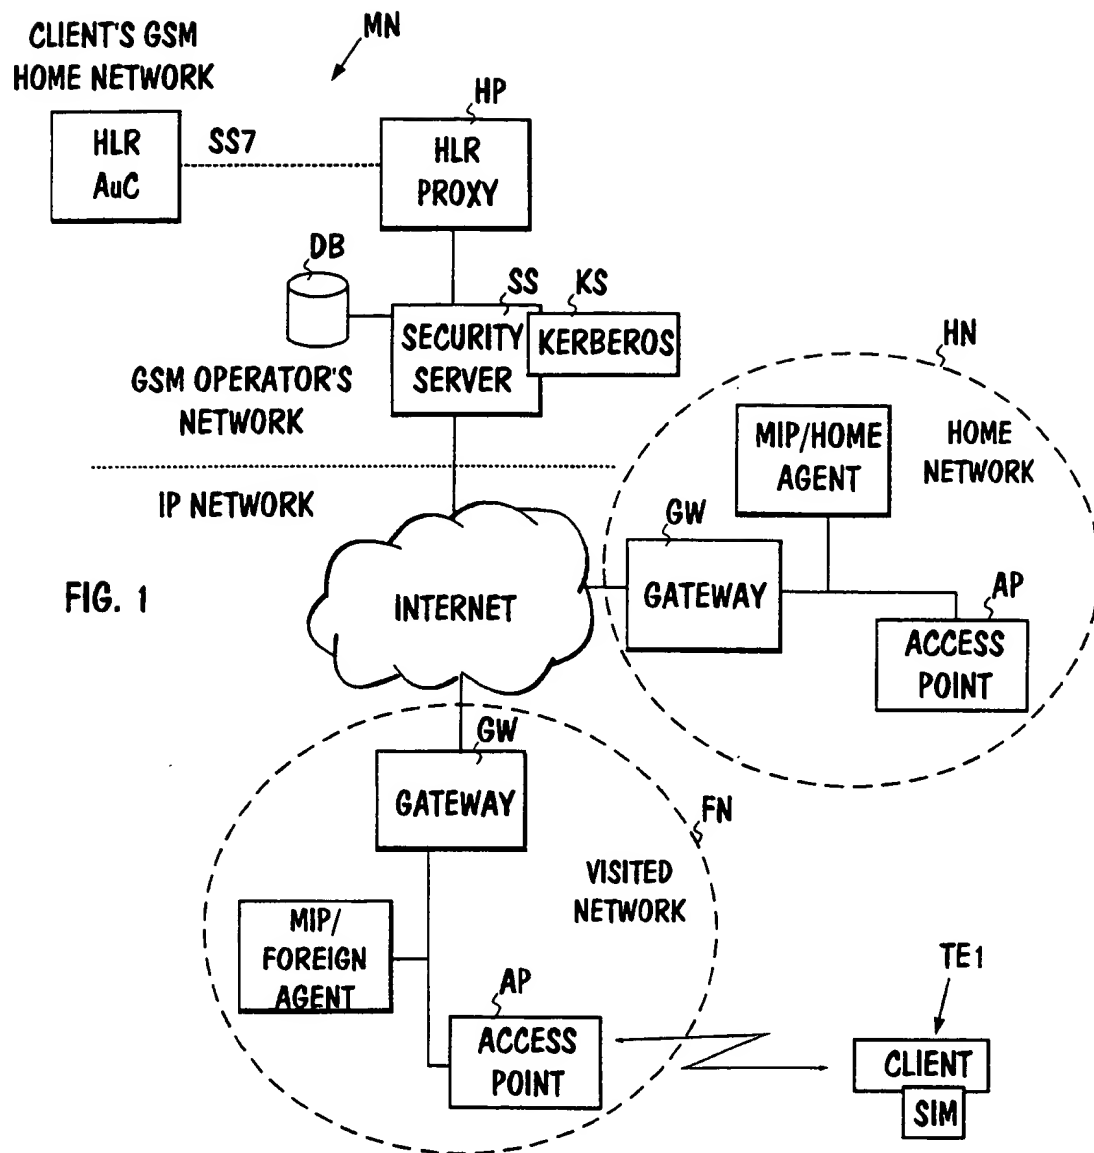 CLIENT'S GSM
HOME NETWORK
MN
HLR
AuC
SS7
HP
HLR
PROXY
DB
SS
KS
SECURITY
SERVER
KERBEROS
GSM OPERATOR'S
NETWORK
HN
MIP/HOME
AGENT
HOME
NETWORK
IP NETWORK
GW
GATEWAY
AP
ACCESS
POINT
FIG. 1
INTERNET
GW
GATEWAY
FN
VISITED
NETWORK
MIP/
FOREIGN
AGENT
AP
ACCESS
POINT
TE1
CLIENT
SIM